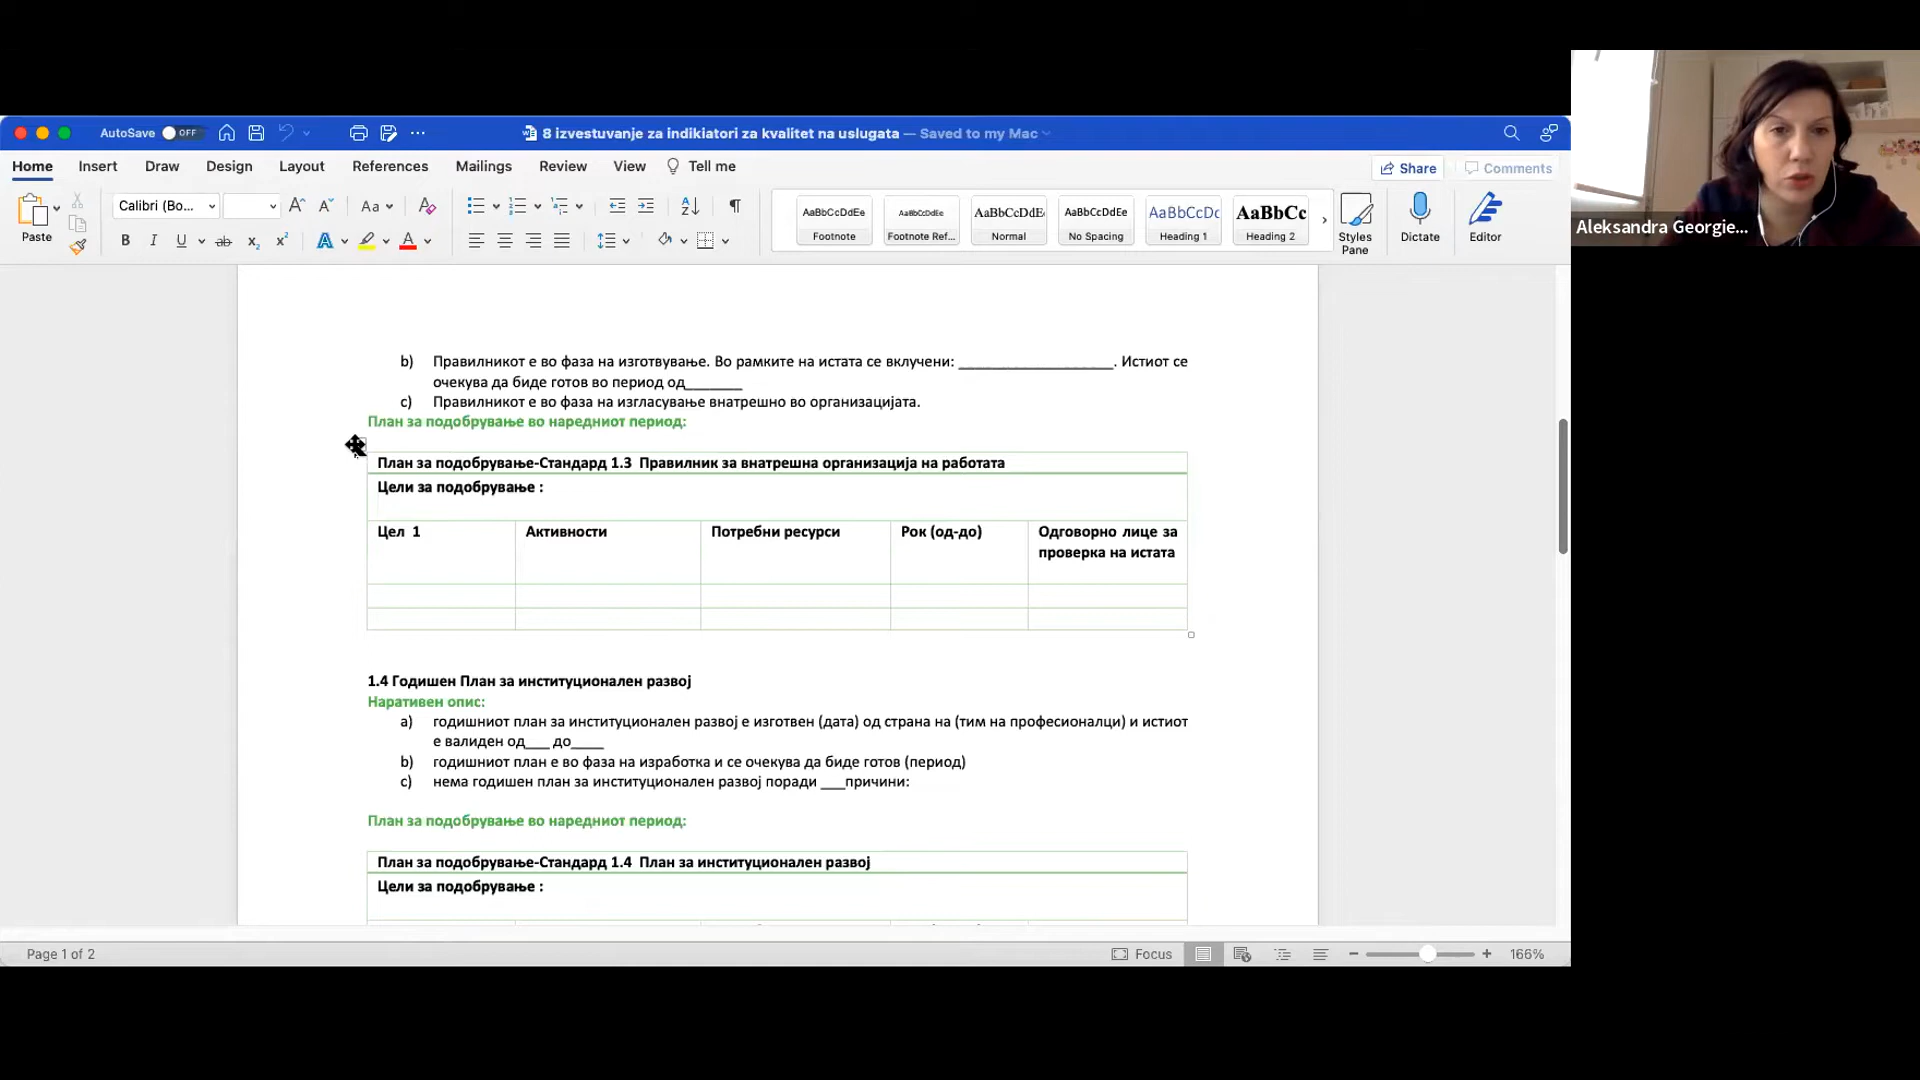 AutoSave OFF
8 izvestuvanje za indikiatori za kvalitet na uslugata — Saved to my Mac
Home Insert Draw Design Layout References Mailings Review View Tell me
Share Comments
Paste
Calibri (Bo...
AaBbCcDdEe AaBbCcDdEe AaBbCcDdE AaBbCcDdEe AaBbCcDc AaBbCc
Footnote Footnote Ref... Normal No Spacing Heading 1 Heading 2
Styles Pane
Dictate
Editor
Aleksandra Georgie...
b) Правилникот е во фаза на изготвување. Во рамките на истата се вклучени: ___________________. Истиот се
очекува да биде готов во период од_______
c) Правилникот е во фаза на изгласување внатрешно во организацијата.
План за подобрување во наредниот период:
План за подобрување-Стандард 1.3 Правилник за внатрешна организација на работата
Цели за подобрување :
Цел 1 Активности Потребни ресурси Рок (од-до) Одговорно лице за
проверка на истата
1.4 Годишен План за институционален развој
Наративен опис:
a) годишниот план за институционален развој е изготвен (дата) од страна на (тим на професионалци) и истиот
е валиден од___ до____
b) годишниот план е во фаза на изработка и се очекува да биде готов (период)
c) нема годишен план за институционален развој поради ___причини:
План за подобрување во наредниот период:
План за подобрување-Стандард 1.4 План за институционален развој
Цели за подобрување :
Page 1 of 2
Focus
166%